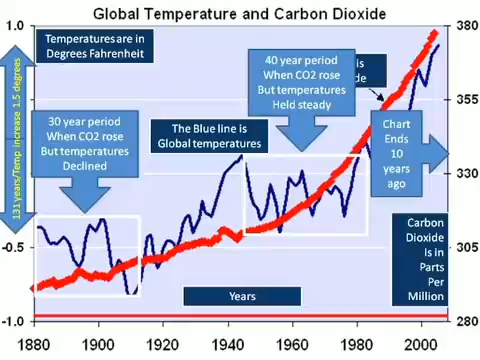 Global Temperature and Carbon Dioxide
1.0
380
Temperatures are in
Degrees Fahrenheit
40 year period
When CO2 rose
But temperatures
Held steady
is
de
355
30 year period
When CO2 rose
But temperatures
Declined
The Blue line is
Global temperatures
Chart
Ends
10
years
ago
131 years/Temp increase 1.5 degrees
330
-0.5
305
Carbon
Dioxide
Is in
Parts
Per
Million
Years
-1.0
280
1880
1900
1920
1940
1960
1980
2000